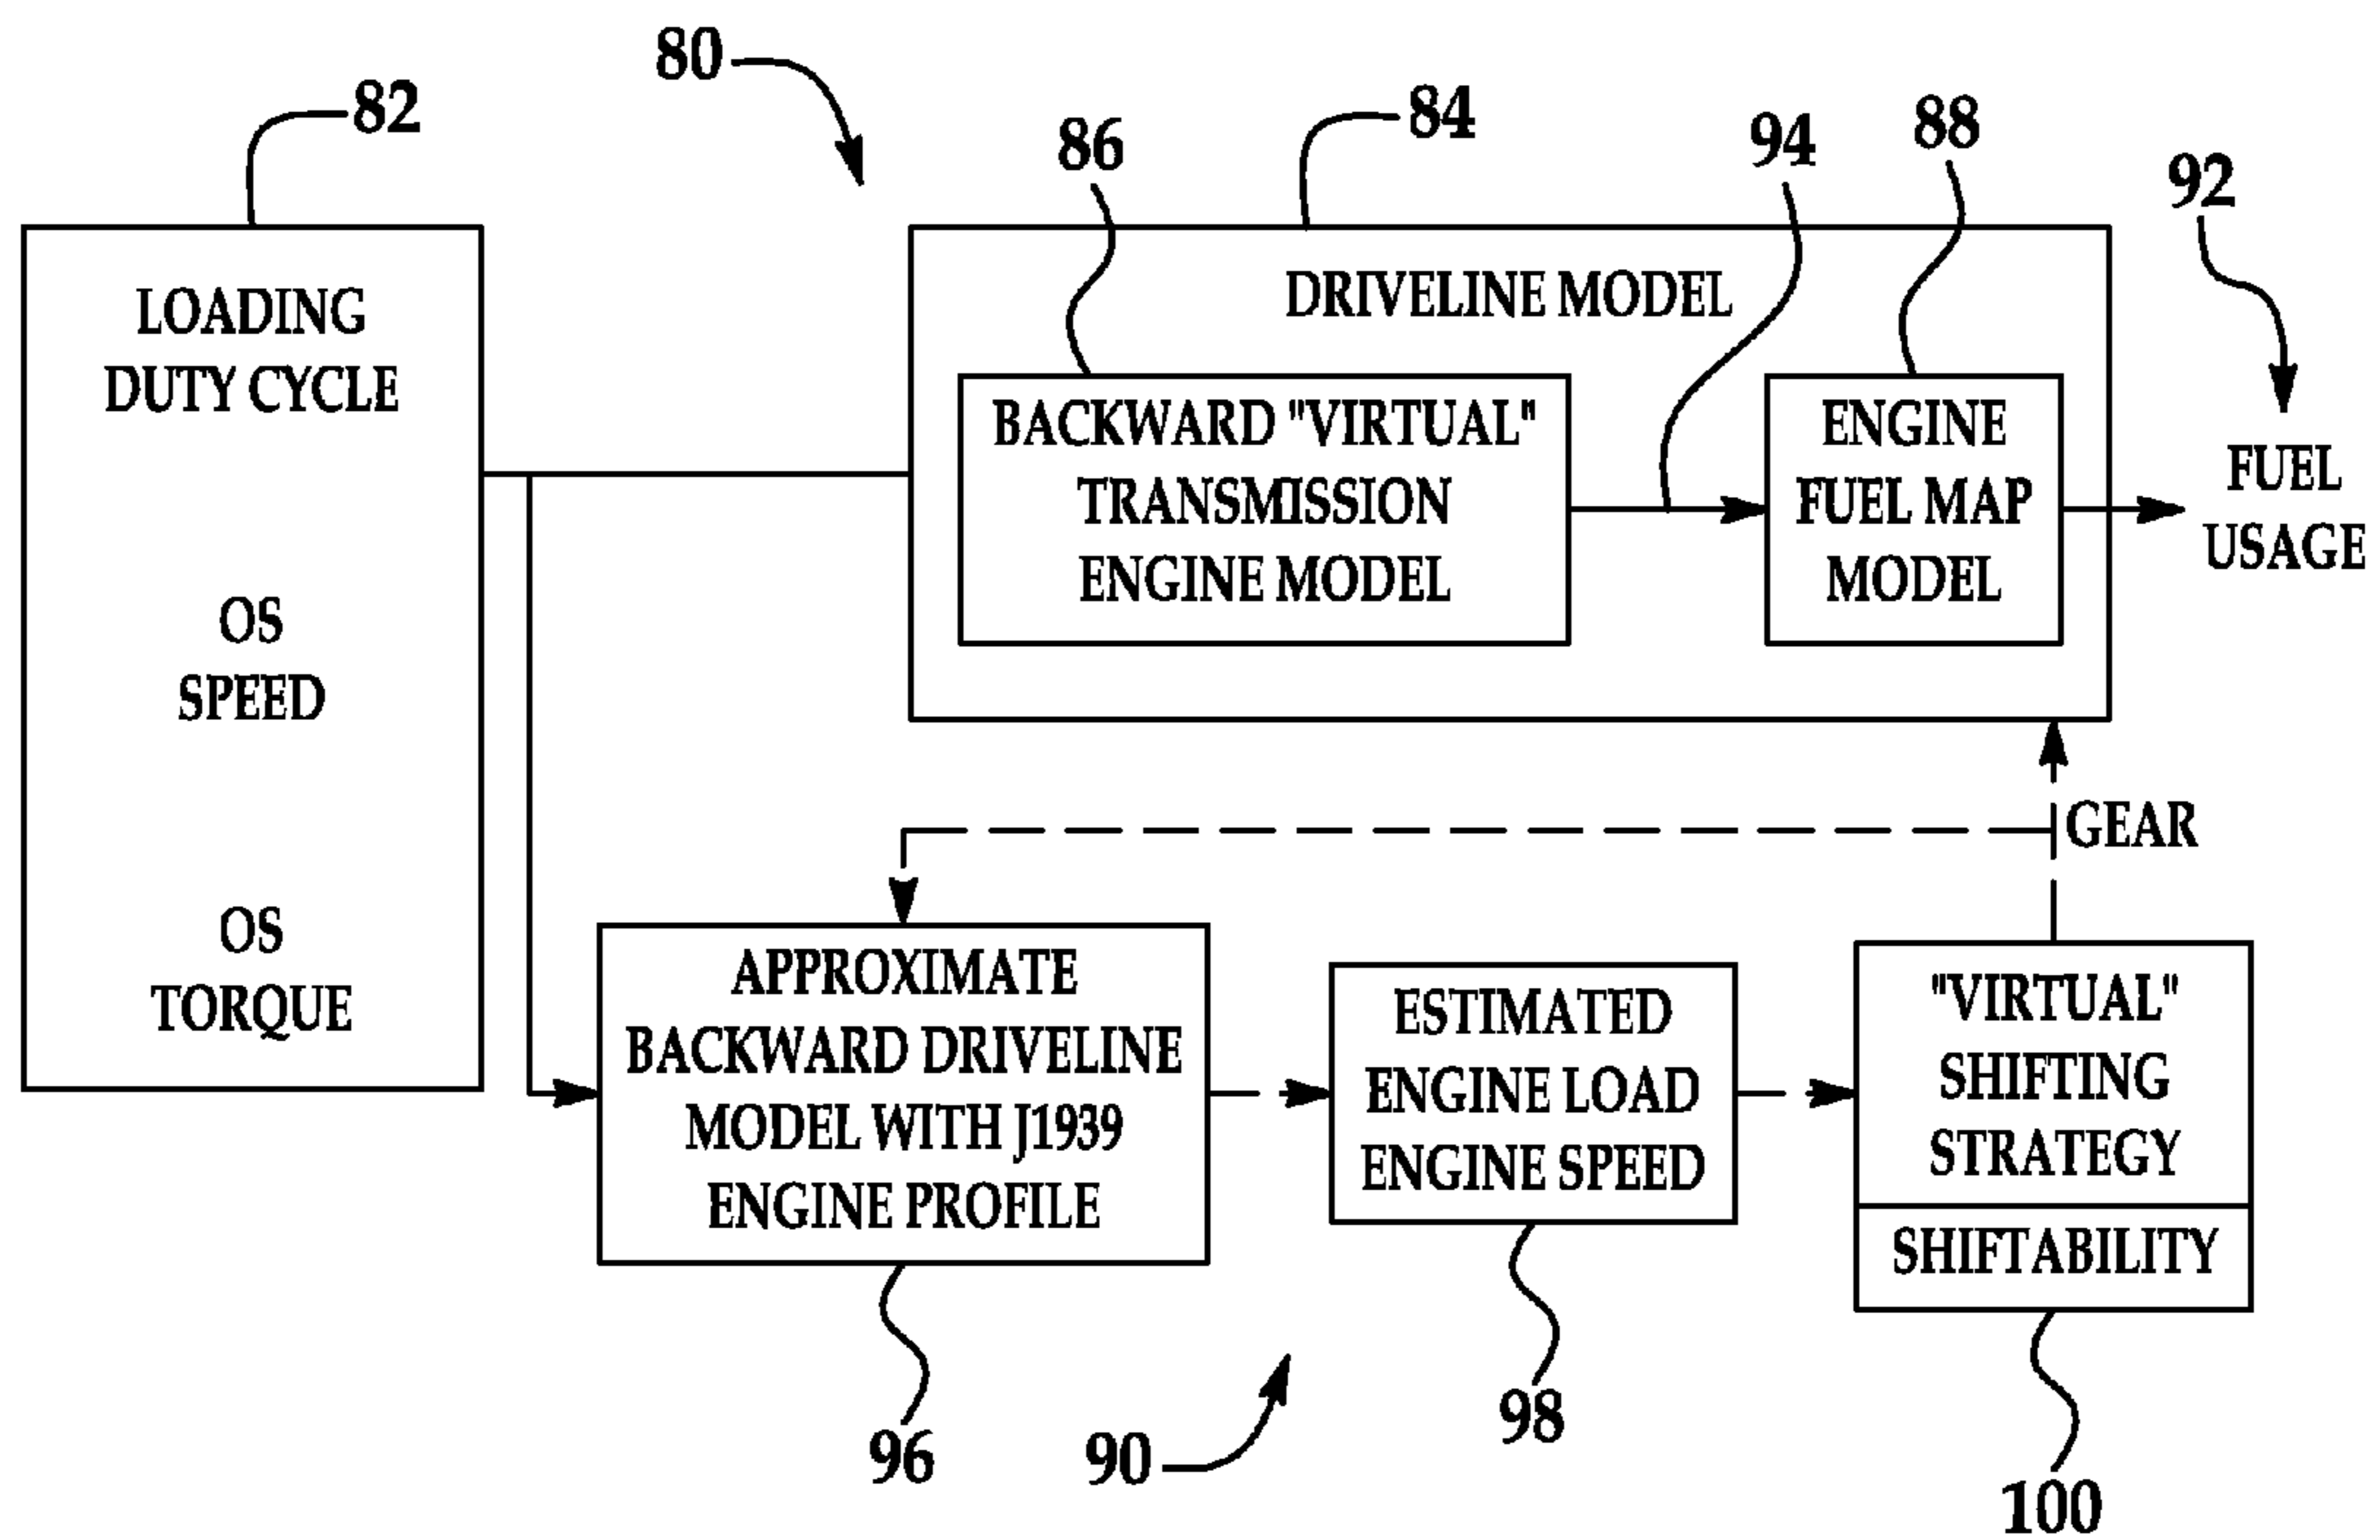 80
82
84
86
94
88
92
LOADING
DUTY CYCLE
OS
SPEED
OS
TORQUE
DRIVELINE MODEL
BACKWARD "VIRTUAL"
TRANSMISSION
ENGINE MODEL
ENGINE
FUEL MAP
MODEL
FUEL
USAGE
GEAR
APPROXIMATE
BACKWARD DRIVELINE
MODEL WITH J1939
ENGINE PROFILE
ESTIMATED
ENGINE LOAD
ENGINE SPEED
"VIRTUAL"
SHIFTING
STRATEGY
SHIFTABILITY
96
90
98
100